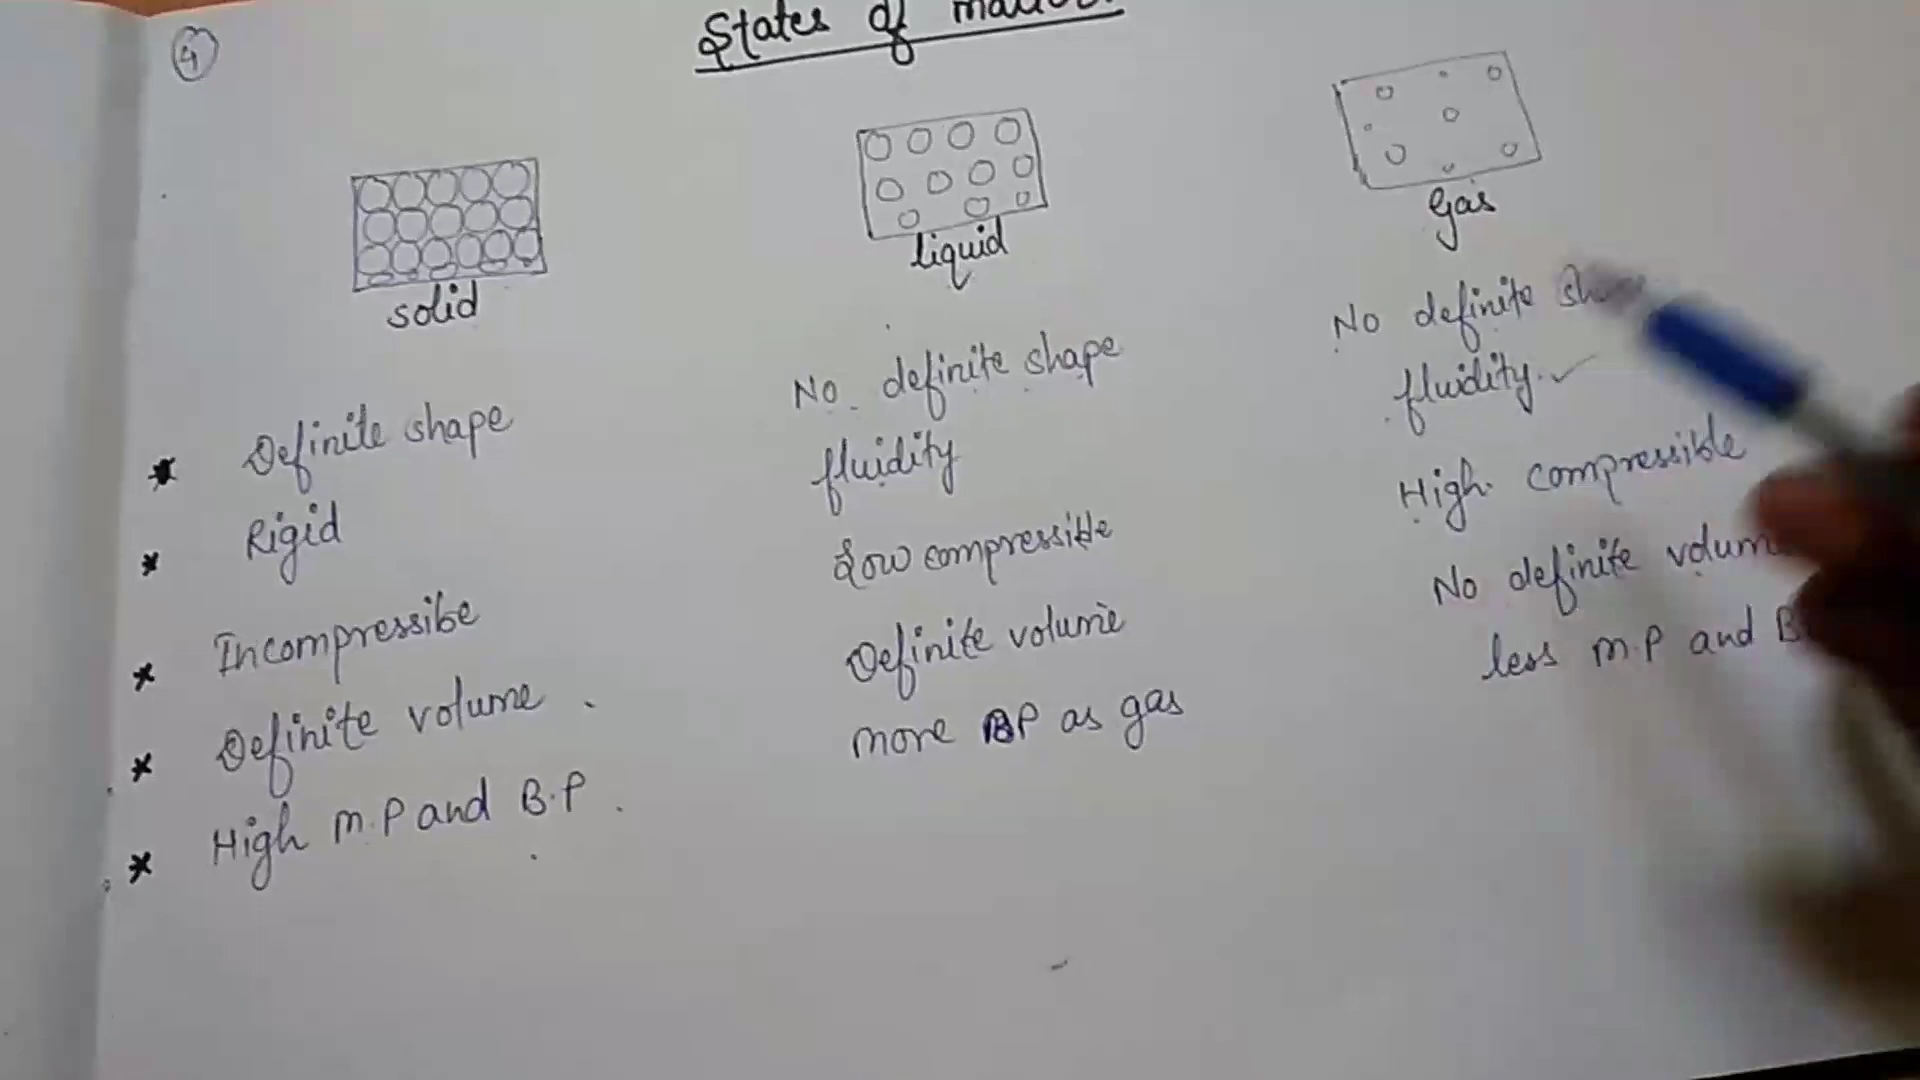 4
States of
solid
liquid
gas
Definite shape
Rigid
Incompressibe
Definite volume .
High M.P and B.P .
No definite shape
fluidity
Low compressible
Definite volume
more BP as gas
No definite
fluidity.
High compressible
No definite
less M.P and